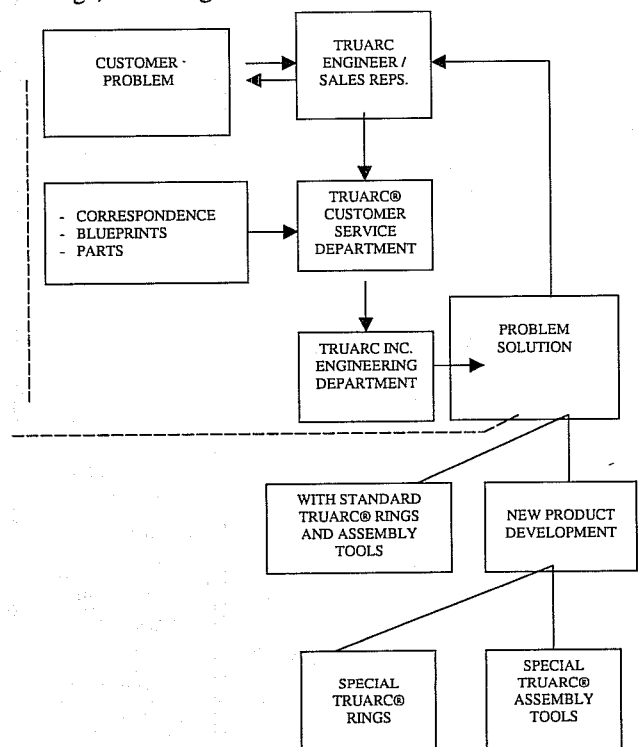 CUSTOMER -
PROBLEM
TRUARC
ENGINEER /
SALES REPS.
- CORRESPONDENCE
- BLUEPRINTS
- PARTS
TRUARC®
CUSTOMER
SERVICE
DEPARTMENT
TRUARC INC.
ENGINEERING
DEPARTMENT
PROBLEM
SOLUTION
WITH STANDARD
TRUARC® RINGS
AND ASSEMBLY
TOOLS
NEW PRODUCT
DEVELOPMENT
SPECIAL
TRUARC®
RINGS
SPECIAL
TRUARC®
ASSEMBLY
TOOLS